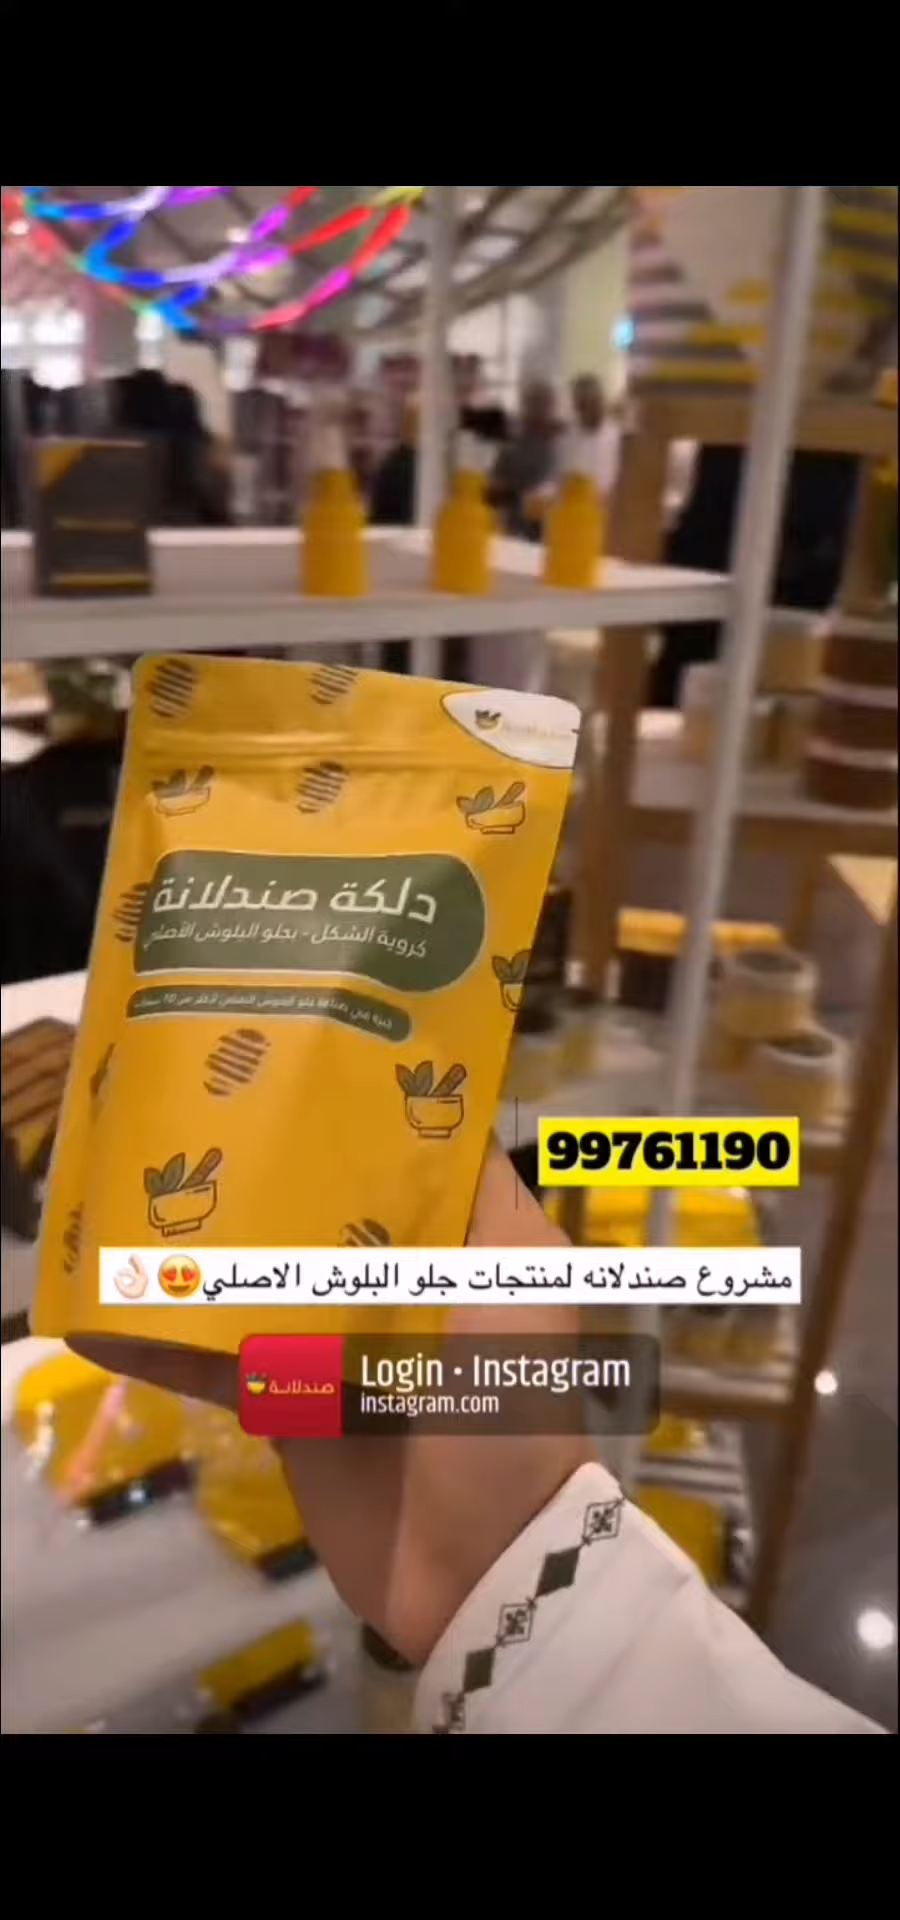 دلكة صندلانة
كروية الشكل - بحلو البلوش الأصلي
99761190
مشروع صندلانه لمنتجات جلو البلوش الاصلي😍👌🏻
صندلانة
Login • Instagram
instagram.com